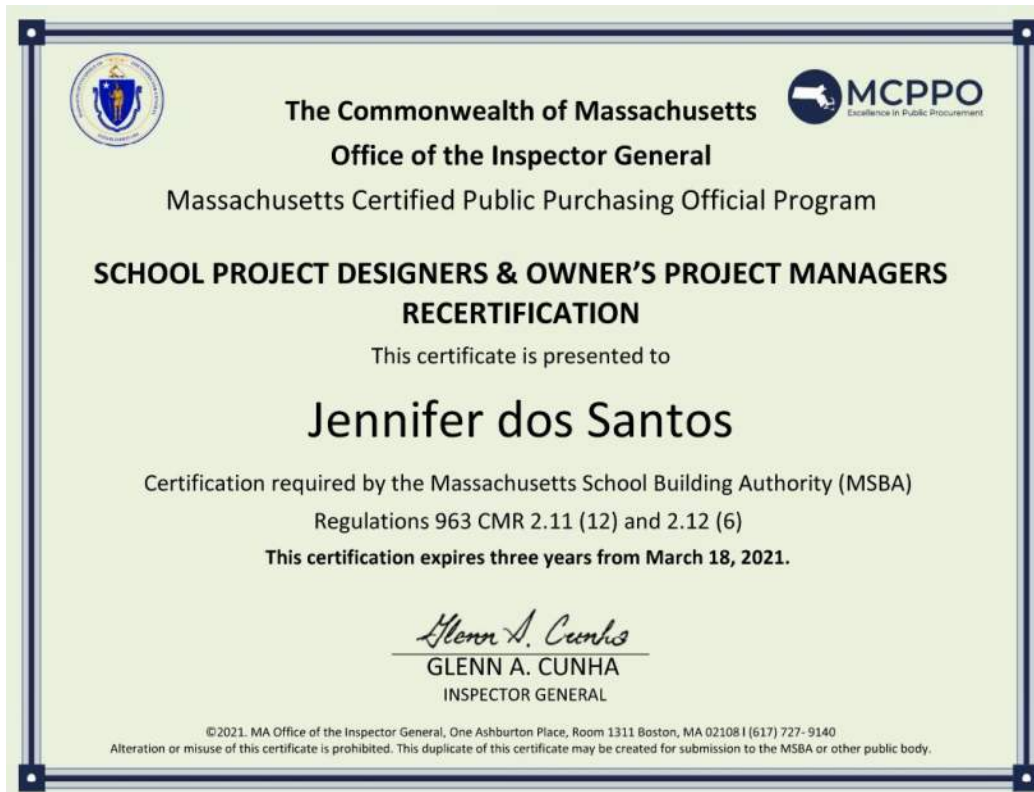 MCPPO
Excellence in Public Procurement
The Commonwealth of Massachusetts
Office of the Inspector General
Massachusetts Certified Public Purchasing Official Program
SCHOOL PROJECT DESIGNERS & OWNER’S PROJECT MANAGERS
RECERTIFICATION
This certificate is presented to
Jennifer dos Santos
Certification required by the Massachusetts School Building Authority (MSBA)
Regulations 963 CMR 2.11 (12) and 2.12 (6)
This certification expires three years from March 18, 2021.
Glenn A. Cunha
GLENN A. CUNHA
INSPECTOR GENERAL
©2021. MA Office of the Inspector General, One Ashburton Place, Room 1311 Boston, MA 02108 l (617) 727- 9140
Alteration or misuse of this certificate is prohibited. This duplicate of this certificate may be created for submission to the MSBA or other public body.